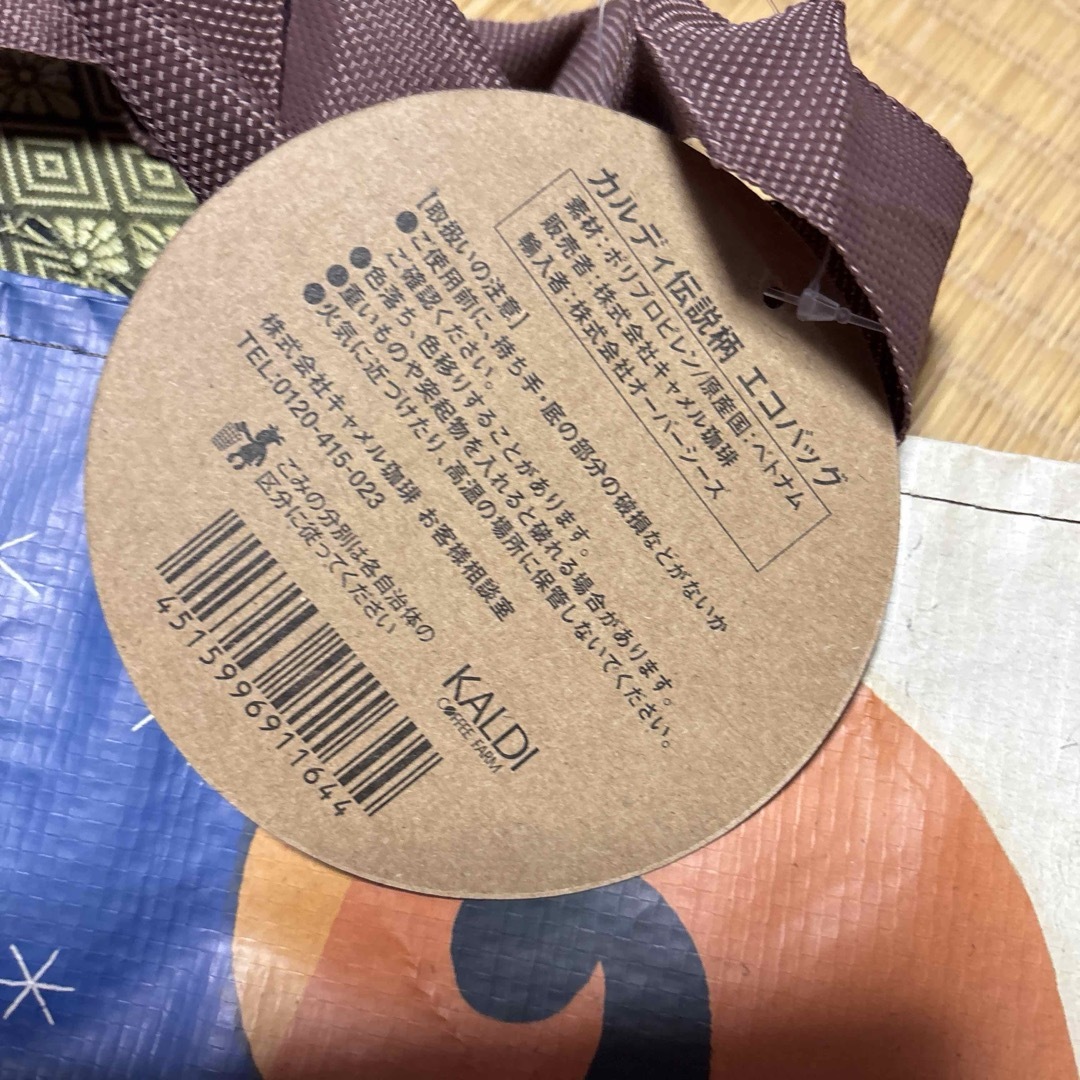 カルディ伝説柄 エコバッグ
素材:ポリプロピレン/原産国:ベトナム
販売者:株式会社キャメル珈琲
輸入者:株式会社オーバーシーズ
【取扱いの注意】
●ご使用前に、持ち手・底の部分の破損などがないか
ご確認ください。
●色落ち、色移りすることがあります。
●重いものや突起物を入れると破れる場合があります。
●火気に近づけたり、高温の場所に保管しないでください。
株式会社キャメル珈琲 お客様相談室
TEL:0120-415-023
ごみの分別は各自治体の
区分に従ってください
KALDI
COFFEE FARM
4515996911644